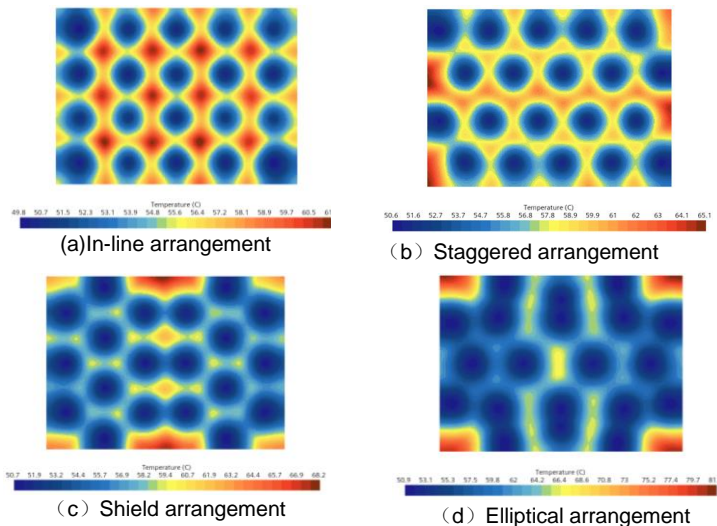 Temperature (C)
49.8 50.7 51.5 52.3 53.1 53.9 54.8 55.6 56.4 57.2 58.1 58.9 59.7 60.5
(a)In-line arrangement
Temperature (C)
50.6 51.6 52.7 53.7 54.7 55.8 56.8 57.8 58.9 59.9 61 62 63 64.1 65.1
（b）Staggered arrangement
Temperature (C)
50.7 51.9 53.2 54.4 55.7 56.9 58.2 59.4 60.7 61.9 63.2 64.4 65.7 66.9 68.2
（c）Shield arrangement
Temperature (C)
50.9 53.1 55.3 57.5 59.8 62 64.2 66.4 68.6 70.8 73 75.2 77.4 79.7 81
（d）Elliptical arrangement